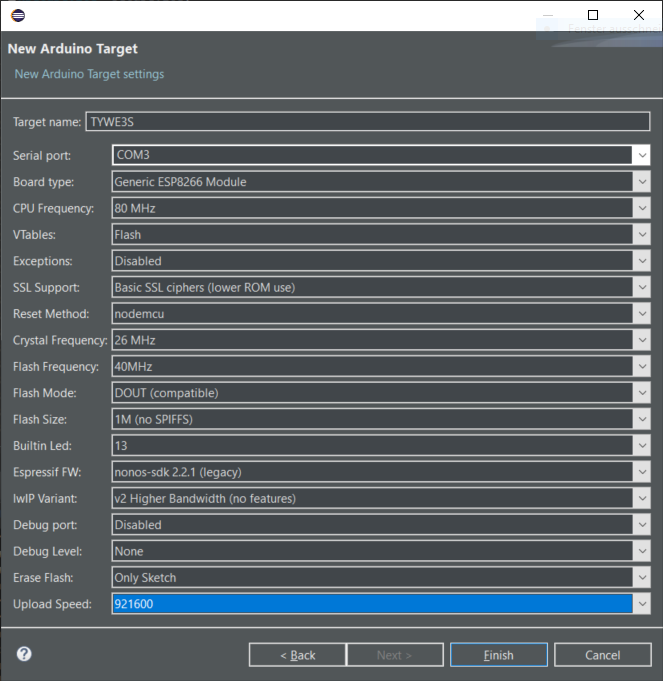 Fenster ausschnei
New Arduino Target
New Arduino Target settings
Target name: TYWE3S
Serial port: COM3
Board type: Generic ESP8266 Module
CPU Frequency: 80 MHz
VTables: Flash
Exceptions: Disabled
SSL Support: Basic SSL ciphers (lower ROM use)
Reset Method: nodemcu
Crystal Frequency: 26 MHz
Flash Frequency: 40MHz
Flash Mode: DOUT (compatible)
Flash Size: 1M (no SPIFFS)
Builtin Led: 13
Espressif FW: nonos-sdk 2.2.1 (legacy)
lwIP Variant: v2 Higher Bandwidth (no features)
Debug port: Disabled
Debug Level: None
Erase Flash: Only Sketch
Upload Speed: 921600
? < Back Next > Finish Cancel